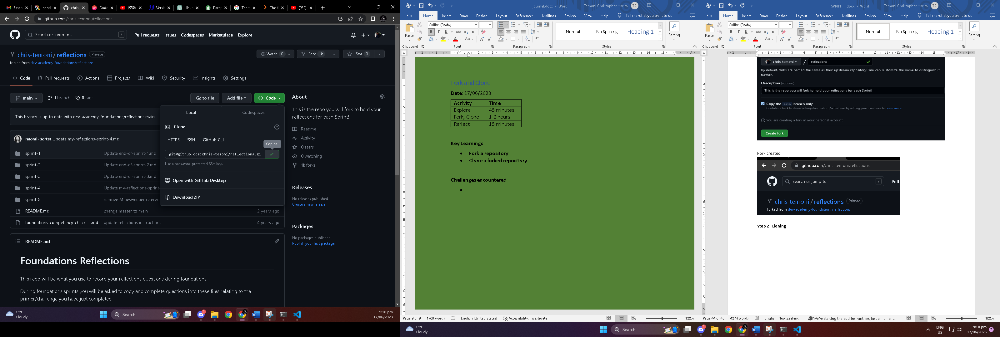 Essen
hand
chris
Code
(950)
Versio
Ubun
Parap
The t
The t
(950)
github.com/chris-temoni/reflections
Search or jump to...
/
Pull requests Issues Codespaces Marketplace Explore
chris-temoni / reflections Private
forked from dev-academy-foundations/reflections
Watch 0 Fork 1k Star 0
Code Pull requests Actions Projects Wiki Security Insights Settings
main 1 branch 0 tags Go to file Add file Code
This branch is up to date with dev-academy-foundations/reflections:main.
Local Codespaces
Clone
HTTPS SSH GitHub CLI
Copied!
git@github.com:chris-temoni/reflections.gi
Use a password-protected SSH key.
Open with GitHub Desktop
Download ZIP
naomi-porter Update my-reflections-sprint-4.md
sprint-1 Update end-of-sprint-1.md
sprint-2 Update end-of-sprint-2.md
sprint-3 Update end-of-sprint-3.md
sprint-4 Update my-reflections-sprint
sprint-5 remove Minesweeper referen
README.md change master to main 2 years ago
foundations-competency-checklist.md update reflections instructions 4 years ago
README.md
Foundations Reflections
This repo will be what you use to record your reflections questions during foundations.
During foundations sprints you will be asked to copy and complete questions into these files relating to the
primer/challenge you have just completed.
About
This is the repo you will fork to hold your
reflections for each Sprint!
Readme
Activity
0 stars
0 watching
1k forks
Releases
No releases published
Create a new release
Packages
No packages published
Publish your first package
13°C
Cloudy
Search
1
9:10 pm
17/06/2023
journal.docx - Word Temoni Christopher Harley TC
File Home Insert Draw Design Layout References Mailings Review View Help Tell me what you want to do
Calibri (Body) 11
Paste
Normal No Spacing Heading 1
Editing
Clipboard Font Paragraph Styles
Fork and Clone
Date: 17/06/2023
Activity Time
Explore 45 minutes
Fork, Clone 1-2 hours
Reflect 15 minutes
Key Learnings
• Fork a repository
• Clone a forked repository
Challenges encountered
•
Page 9 of 9 1708 words English (United States) Accessibility: Investigate 120%
SPRINT 1.docx - Word Temoni Christopher Harley TC
File Home Insert Draw Design Layout References Mailings Review View Help Tell me what you want to do
Calibri (Body) 11
Paste
Normal No Spacing Heading 1
Editing
Clipboard Font Paragraph Styles
chris-temoni / reflections
By default, forks are named the same as their upstream repository. You can customize the name to distinguish it
further.
Description (optional)
This is the repo you will fork to hold your reflections for each Sprint!
Copy the main branch only
Contribute back to dev-academy-foundations/reflections by adding your own branch. Learn more.
You are creating a fork in your personal account.
Create fork
Fork created
github.com/chris-temoni/reflections
Search or jump to... / Pull
chris-temoni / reflections Private
forked from dev-academy-foundations/reflections
Step 2: Cloning
Page 44 of 45 4274 words English (New Zealand) We're starting the add-ins runtime, just a moment... 100%
13°C
Cloudy
Search
1
ENG
US
9:10 pm
17/06/2023
7